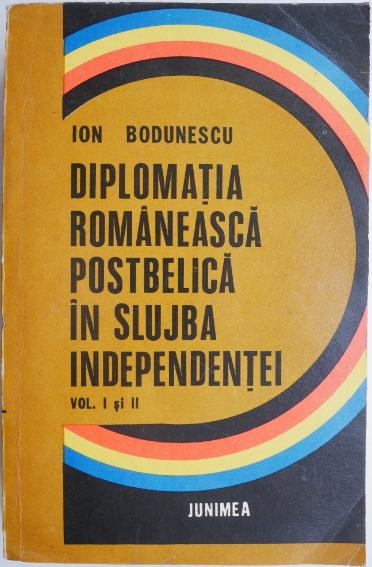 ION BODUNESCU
DIPLOMAȚIA
ROMÂNEASCĂ
POSTBELICĂ
ÎN SLUJBA
INDEPENDENȚEI
VOL. I și II
JUNIMEA